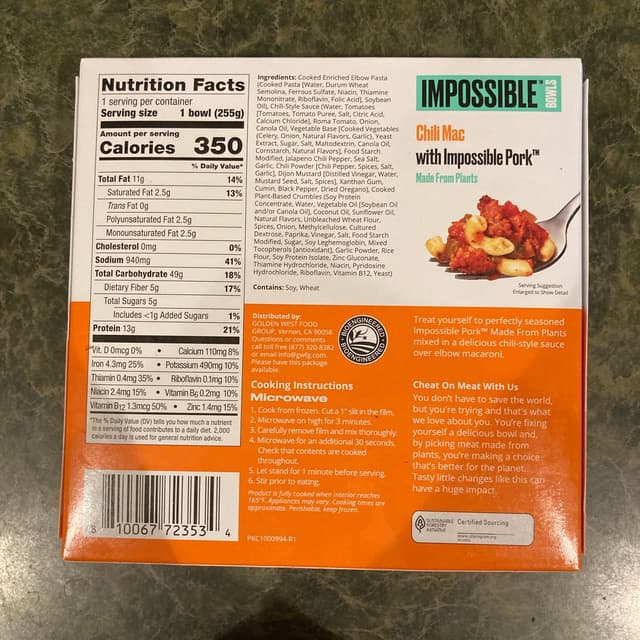 Nutrition Facts
1 serving per container
Serving size 1 bowl (255g)
Amount per serving
Calories 350
% Daily Value*
Total Fat 11g 14%
Saturated Fat 2.5g 13%
Trans Fat 0g
Polyunsaturated Fat 2.5g
Monounsaturated Fat 2.5g
Cholesterol 0mg 0%
Sodium 940mg 41%
Total Carbohydrate 49g 18%
Dietary Fiber 5g 17%
Total Sugars 5g
Includes <1g Added Sugars 1%
Protein 13g 21%
Vit. D 0mcg 0% • Calcium 110mg 8%
Iron 4.3mg 25% • Potassium 490mg 10%
Thiamin 0.4mg 35% • Riboflavin 0.1mg 10%
Niacin 2.4mg 15% • Vitamin B6 0.2mg 10%
Vitamin B12 1.3mcg 50% • Zinc 1.4mg 15%
*The % Daily Value (DV) tells you how much a nutrient
in a serving of food contributes to a daily diet. 2,000
calories a day is used for general nutrition advice.
8 10067 72353 4
Ingredients: Cooked Enriched Elbow Pasta
(Cooked Pasta [Water, Durum Wheat
Semolina, Ferrous Sulfate, Niacin, Thiamine
Mononitrate, Riboflavin, Folic Acid], Soybean
Oil), Chili-Style Sauce (Water, Tomatoes
[Tomatoes, Tomato Puree, Salt, Citric Acid,
Calcium Chloride], Roma Tomato, Onion,
Canola Oil, Vegetable Base [Cooked Vegetables
(Celery, Onion, Natural Flavors, Garlic), Yeast
Extract, Sugar, Salt, Maltodextrin, Canola Oil,
Cornstarch, Natural Flavors], Food Starch
Modified, Jalapeno Chili Pepper, Sea Salt,
Garlic, Chili Powder [Chili Pepper, Spices, Salt,
Garlic], Dijon Mustard [Distilled Vinegar, Water,
Mustard Seed, Salt, Spices], Xanthan Gum,
Cumin, Black Pepper, Dried Oregano), Cooked
Plant-Based Crumbles (Soy Protein
Concentrate, Water, Vegetable Oil [Soybean Oil
and/or Canola Oil], Coconut Oil, Sunflower Oil,
Natural Flavors, Unbleached Wheat Flour,
Spices, Onion, Methylcellulose, Cultured
Dextrose, Paprika, Vinegar, Salt, Food Starch
Modified, Sugar, Soy Leghemoglobin, Mixed
Tocopherols [antioxidant], Garlic Powder, Rice
Flour, Soy Protein Isolate, Zinc Gluconate,
Thiamine Hydrochloride, Niacin, Pyridoxine
Hydrochloride, Riboflavin, Vitamin B12, Yeast)
Contains: Soy, Wheat
Distributed by:
GOLDEN WEST FOOD
GROUP, Vernon, CA 90058
Questions or comments
call toll free (877) 320-8382
or email info@gwfg.com
Please have this package
available.
BIOENGINEERED
BIOENGINEERED
Cooking Instructions
Microwave
1. Cook from frozen. Cut a 1" slit in the film.
2. Microwave on high for 3 minutes.
3. Carefully remove film and mix thoroughly.
4. Microwave for an additional 30 seconds.
Check that contents are cooked
throughout.
5. Let stand for 1 minute before serving.
6. Stir prior to eating.
Product is fully cooked when interior reaches
165°F. Appliances may vary. Cooking times are
approximate. Perishable, keep frozen.
PKC1000994-R1
IMPOSSIBLE™ BOWLS
Chili Mac
with Impossible Pork™
Made From Plants
Serving Suggestion
Enlarged to Show Detail
Treat yourself to perfectly seasoned
Impossible Pork™ Made From Plants
mixed in a delicious chili-style sauce
over elbow macaroni.
Cheat On Meat With Us
You don't have to save the world,
but you're trying and that's what
we love about you. You're fixing
yourself a delicious bowl and,
by picking meat made from
plants, you're making a choice
that's better for the planet.
Tasty little changes like this can
have a huge impact.
SUSTAINABLE
FORESTRY
INITIATIVE
Certified Sourcing
www.sfiprogram.org